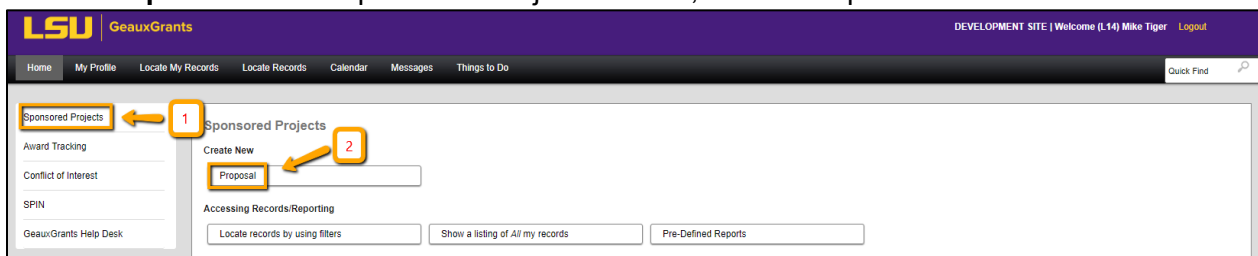 LSU GeauxGrants DEVELOPMENT SITE | Welcome (L14) Mike Tiger Logout
Home My Profile Locate My Records Locate Records Calendar Messages Things to Do Quick Find
Sponsored Projects 1 Sponsored Projects
Award Tracking Create New 2
Conflict of Interest Proposal
SPIN Accessing Records/Reporting
GeauxGrants Help Desk Locate records by using filters Show a listing of All my records Pre-Defined Reports